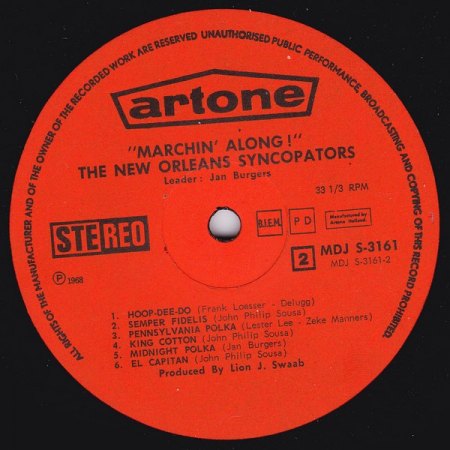 ALL RIGHTS OF THE MANUFACTURER AND OF THE OWNER OF THE RECORDED WORK ARE RESERVED UNAUTHORISED PUBLIC PERFORMANCE, BROADCASTING AND COPYING OF THIS RECORD PROHIBITED.
artone
"MARCHIN' ALONG!"
THE NEW ORLEANS SYNCOPATORS
Leader: Jan Burgers
33 1/3 RPM
STEREO
B.I.E.M.
P D
Manufactured by
Artone Holland.
2 MDJ S-3161
MDJ S-3161-2
Ⓟ 1968
1. HOOP-DEE-DO (Frank Loesser - Delugg)
2. SEMPER FIDELIS (John Philip Sousa)
3. PENNSYLVANIA POLKA (Lester Lee - Zeke Manners)
4. KING COTTON (John Philip Sousa)
5. MIDNIGHT POLKA (Jan Burgers)
6. EL CAPITAN (John Philip Sousa)
Produced By Lion J. Swaab